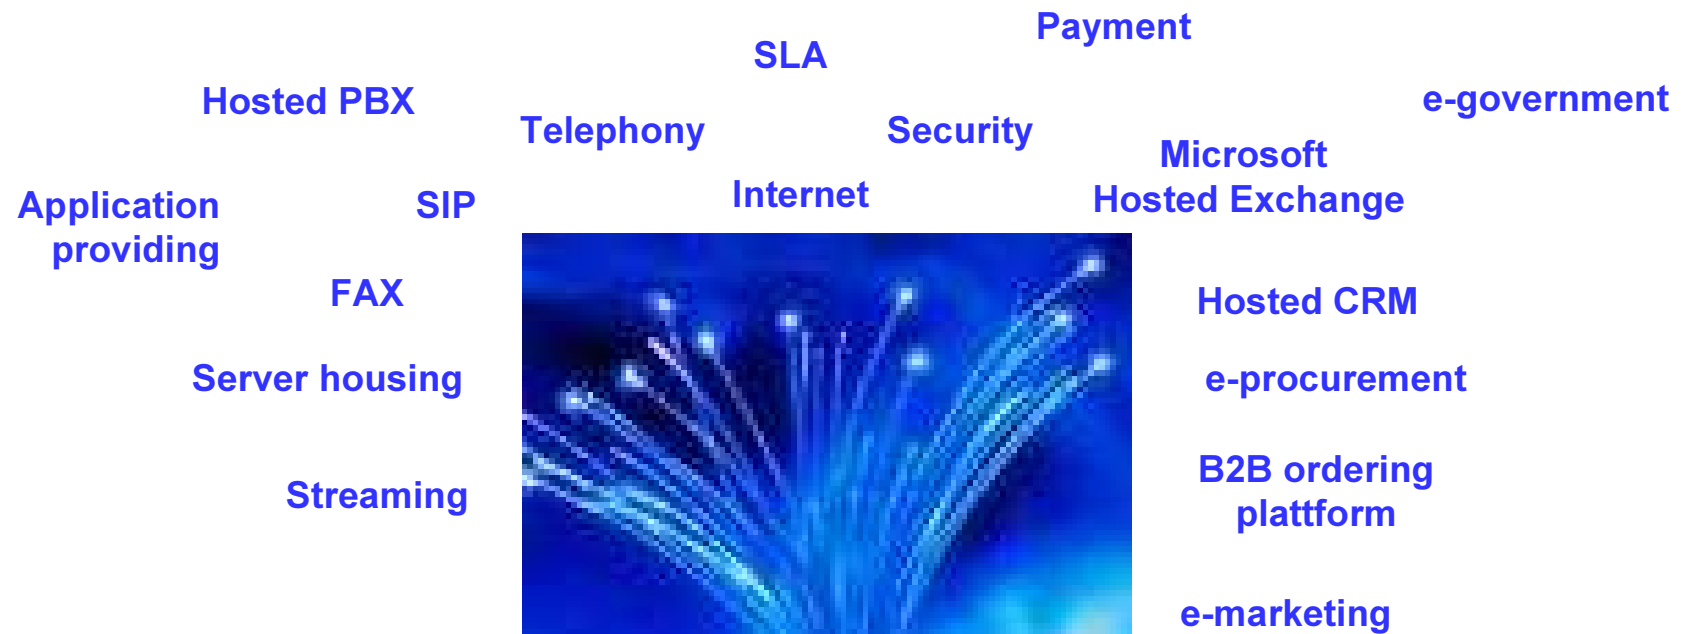 Payment
SLA
Hosted PBX
e-government
Telephony
Security
Microsoft
Hosted Exchange
Internet
Application
providing
SIP
FAX
Hosted CRM
Server housing
e-procurement
B2B ordering
plattform
Streaming
e-marketing